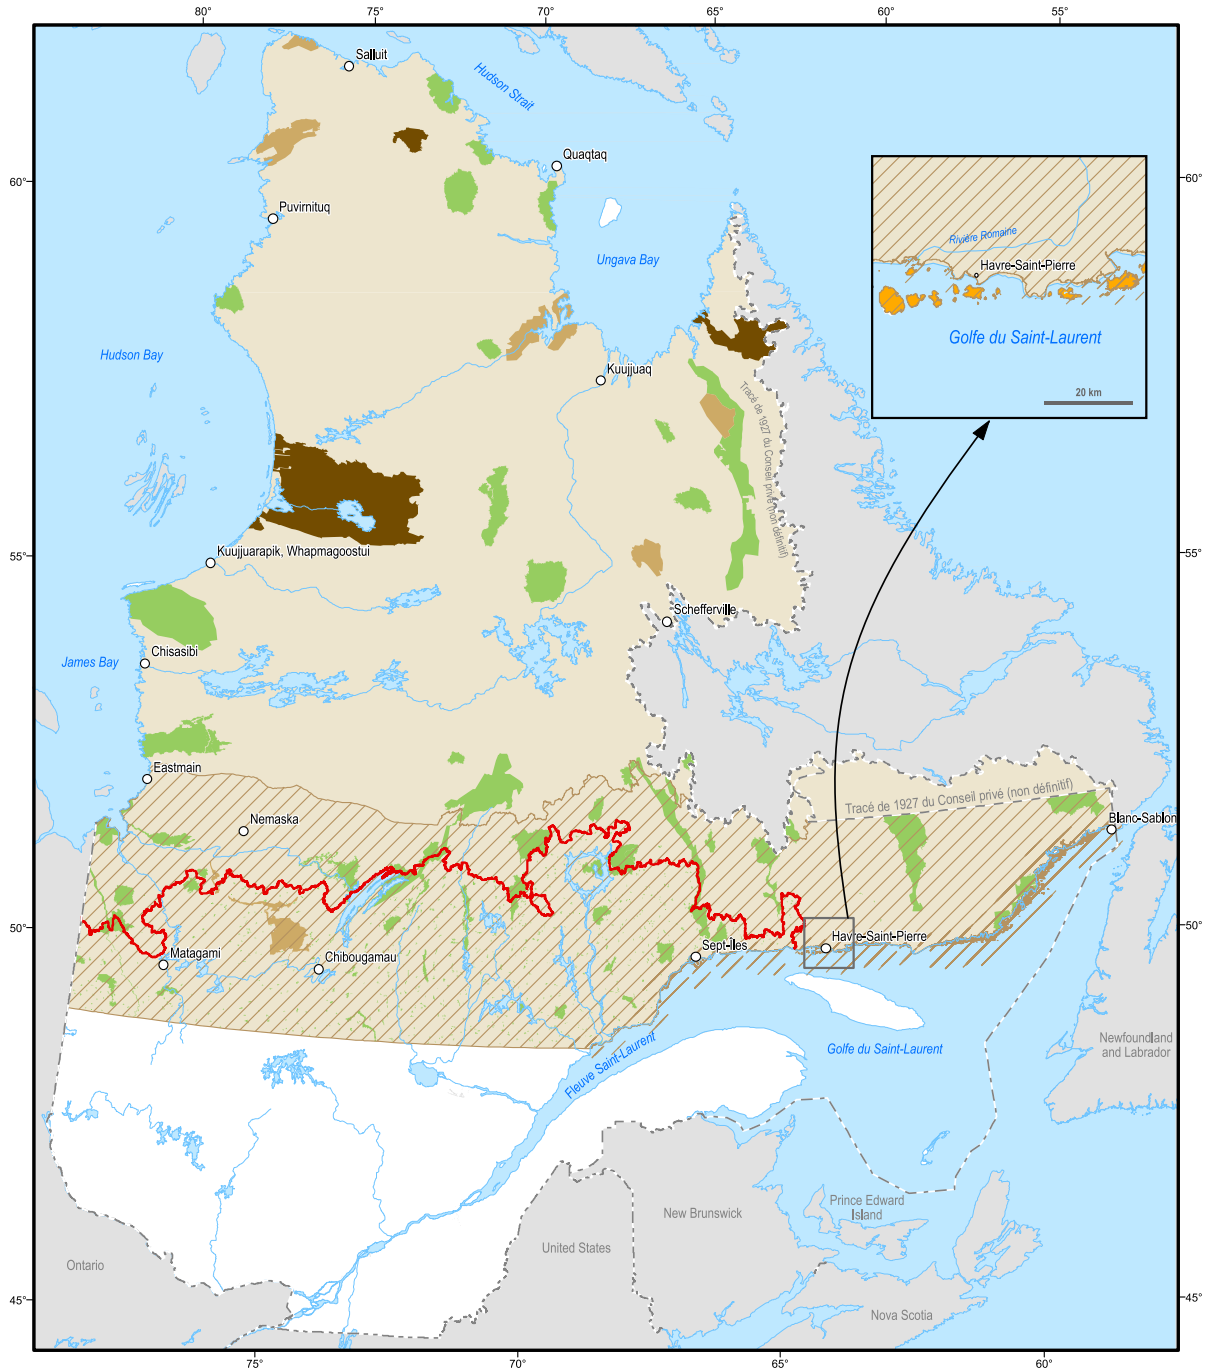 80°
75°
70°
65°
60°
55°
Salluit
Hudson Strait
Quaqtaq
60°
60°
Puvirnituq
Ungava Bay
Rivière Romaine
Havre-Saint-Pierre
Golfe du Saint-Laurent
20 km
Hudson Bay
Kuujjuaq
Tracé de 1927 du Conseil privé (non définitif)
55°
55°
Kuujjuarapik, Whapmagoostui
Schefferville
Chisasibi
James Bay
Eastmain
Tracé de 1927 du Conseil privé (non définitif)
Nemaska
Blanc-Sablon
50°
50°
Matagami
Chibougamau
Sept-Îles
Havre-Saint-Pierre
Fleuve Saint-Laurent
Golfe du Saint-Laurent
Newfoundland
and Labrador
Prince Edward
Island
New Brunswick
United States
Ontario
Nova Scotia
45°
45°
75°
70°
65°
60°